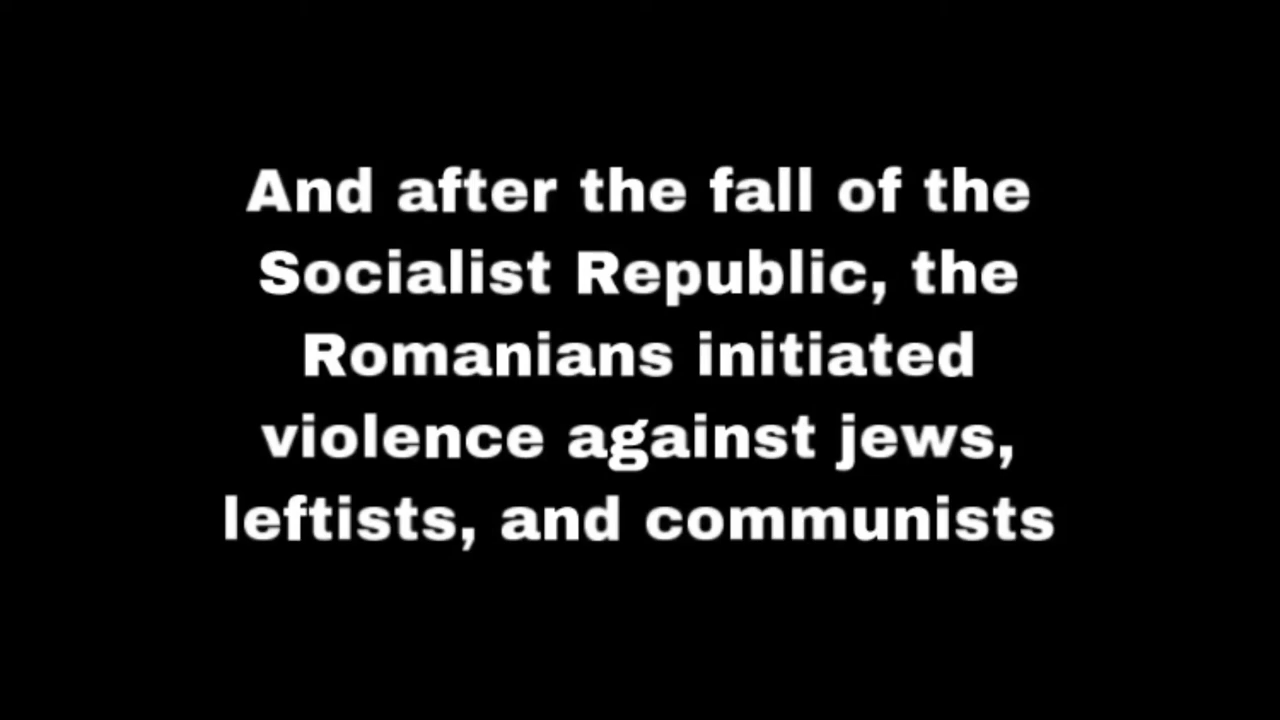 And after the fall of the
Socialist Republic, the
Romanians initiated
violence against jews,
leftists, and communists